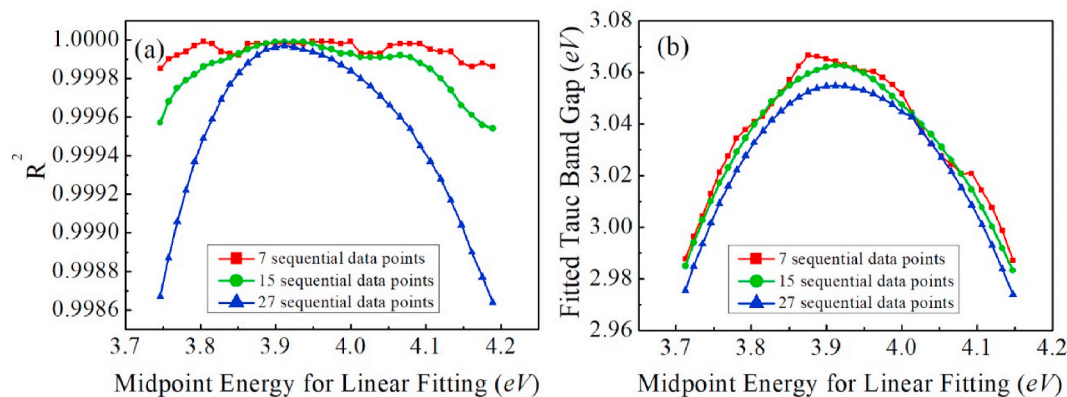 (a)
1.0000
0.9998
0.9996
0.9994
0.9992
0.9990
0.9988
0.9986
R²
7 sequential data points
15 sequential data points
27 sequential data points
3.7 3.8 3.9 4.0 4.1 4.2
Midpoint Energy for Linear Fitting (eV)
(b)
3.08
3.06
3.04
3.02
3.00
2.98
2.96
Fitted Tauc Band Gap (eV)
7 sequential data points
15 sequential data points
27 sequential data points
3.7 3.8 3.9 4.0 4.1 4.2
Midpoint Energy for Linear Fitting (eV)